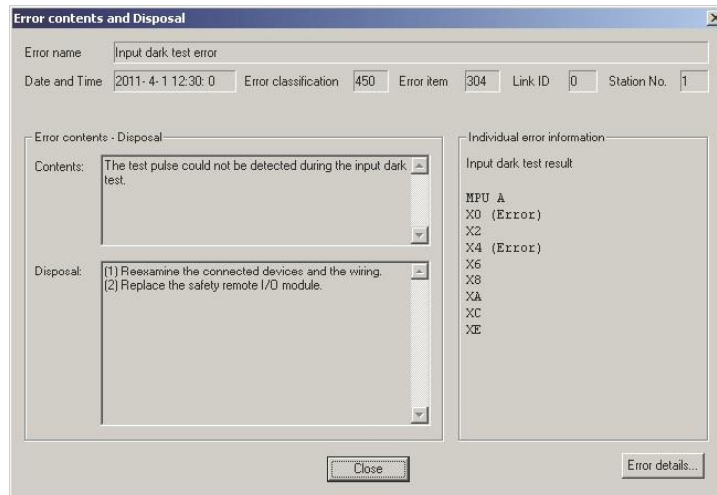 Error contents and Disposal
Error name Input dark test error
Date and Time 2011- 4- 1 12:30: 0 Error classification 450 Error item 304 Link ID 0 Station No. 1
Error contents - Disposal
Contents: The test pulse could not be detected during the input dark
test.
Disposal: (1) Reexamine the connected devices and the wiring.
(2) Replace the safety remote I/O module.
Individual error information
Input dark test result
MPU A
X0 (Error)
X2
X4 (Error)
X6
X8
XA
XC
XE
Close
Error details...